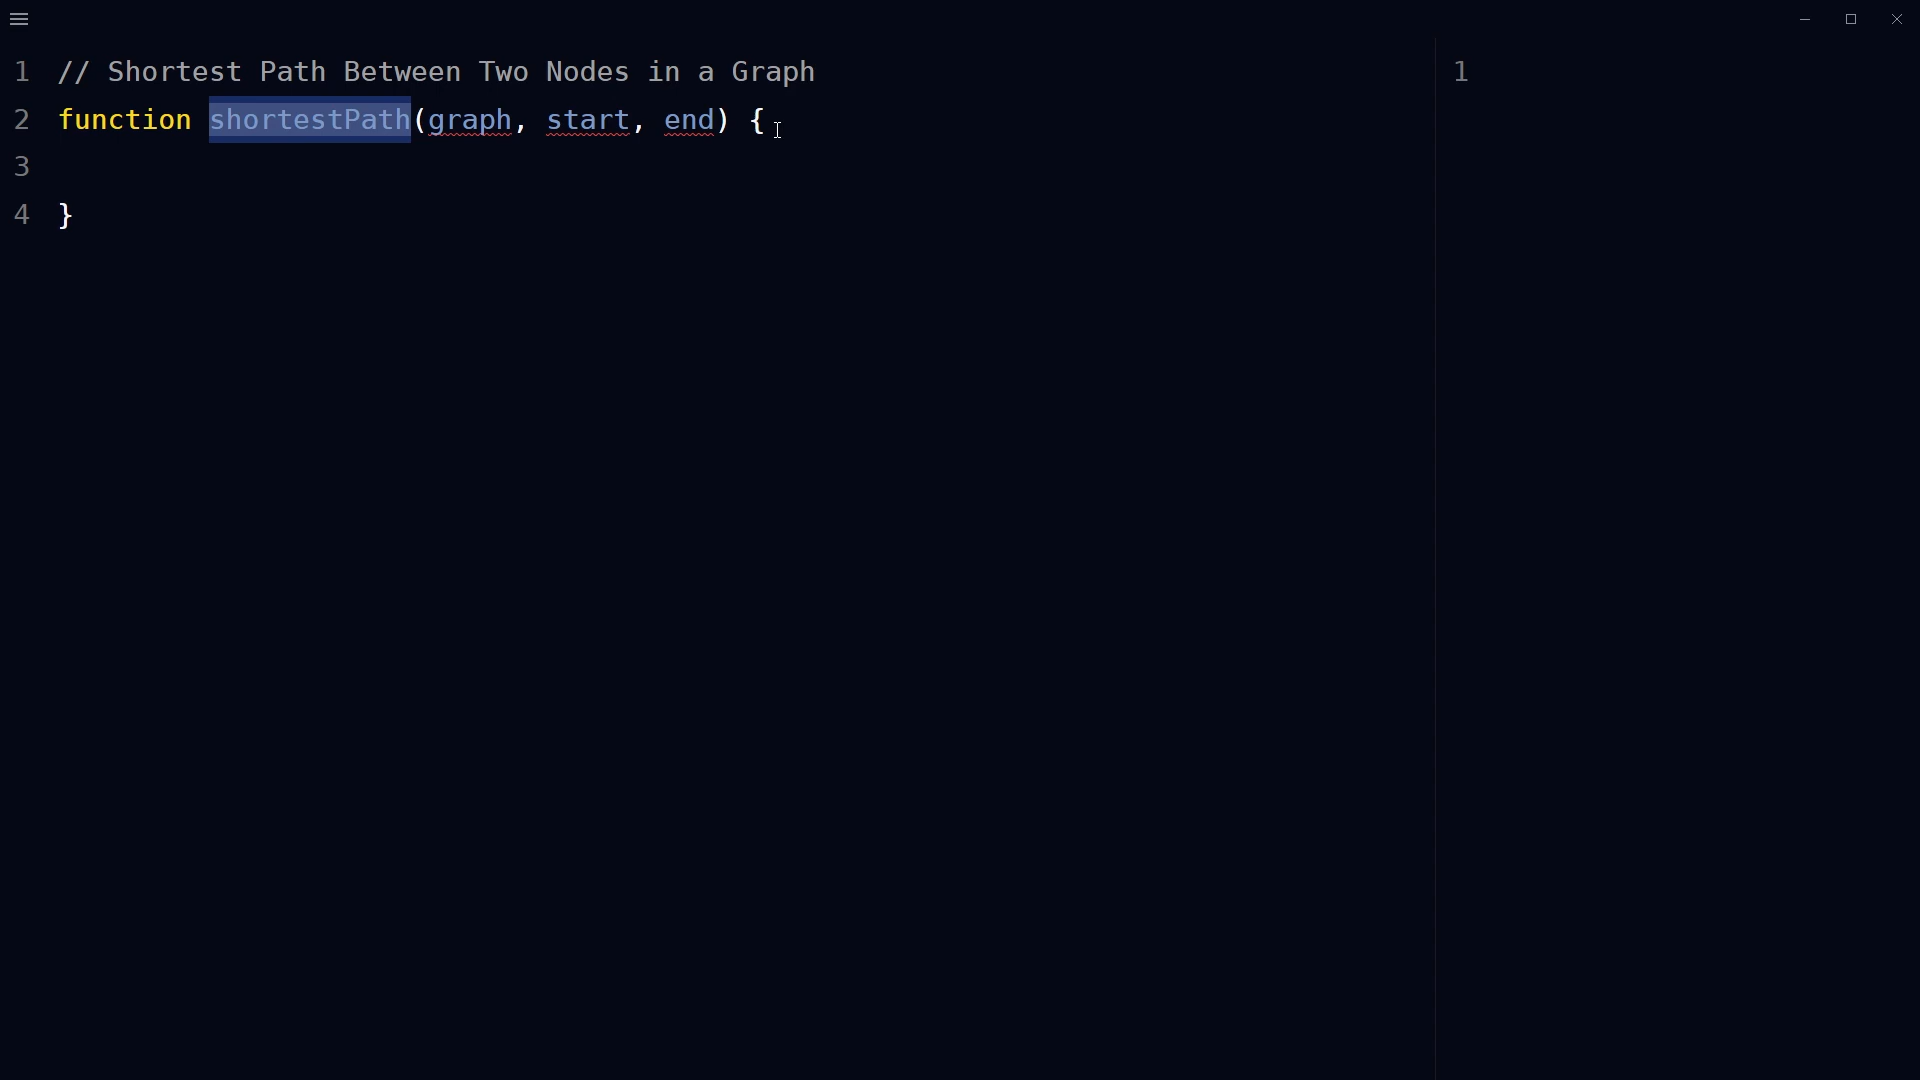 1 // Shortest Path Between Two Nodes in a Graph
2 function shortestPath(graph, start, end) {
3
4 }
1